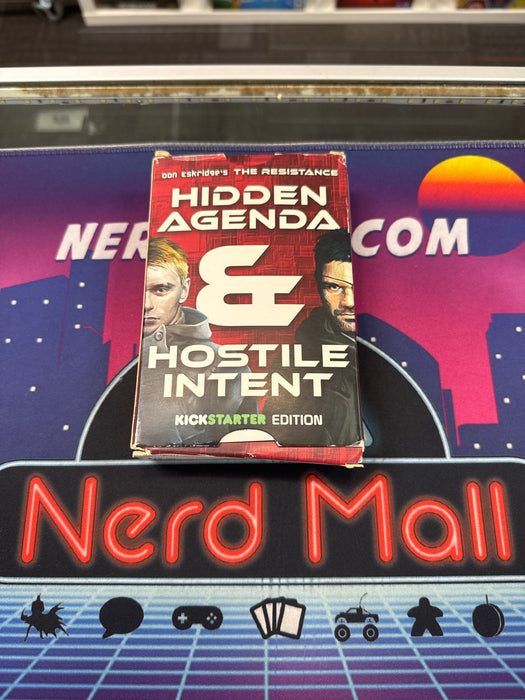 Don Eskridge's THE RESISTANCE
HIDDEN
AGENDA
&
HOSTILE
INTENT
KICKSTARTER EDITION
NER
COM
Nerd Mall